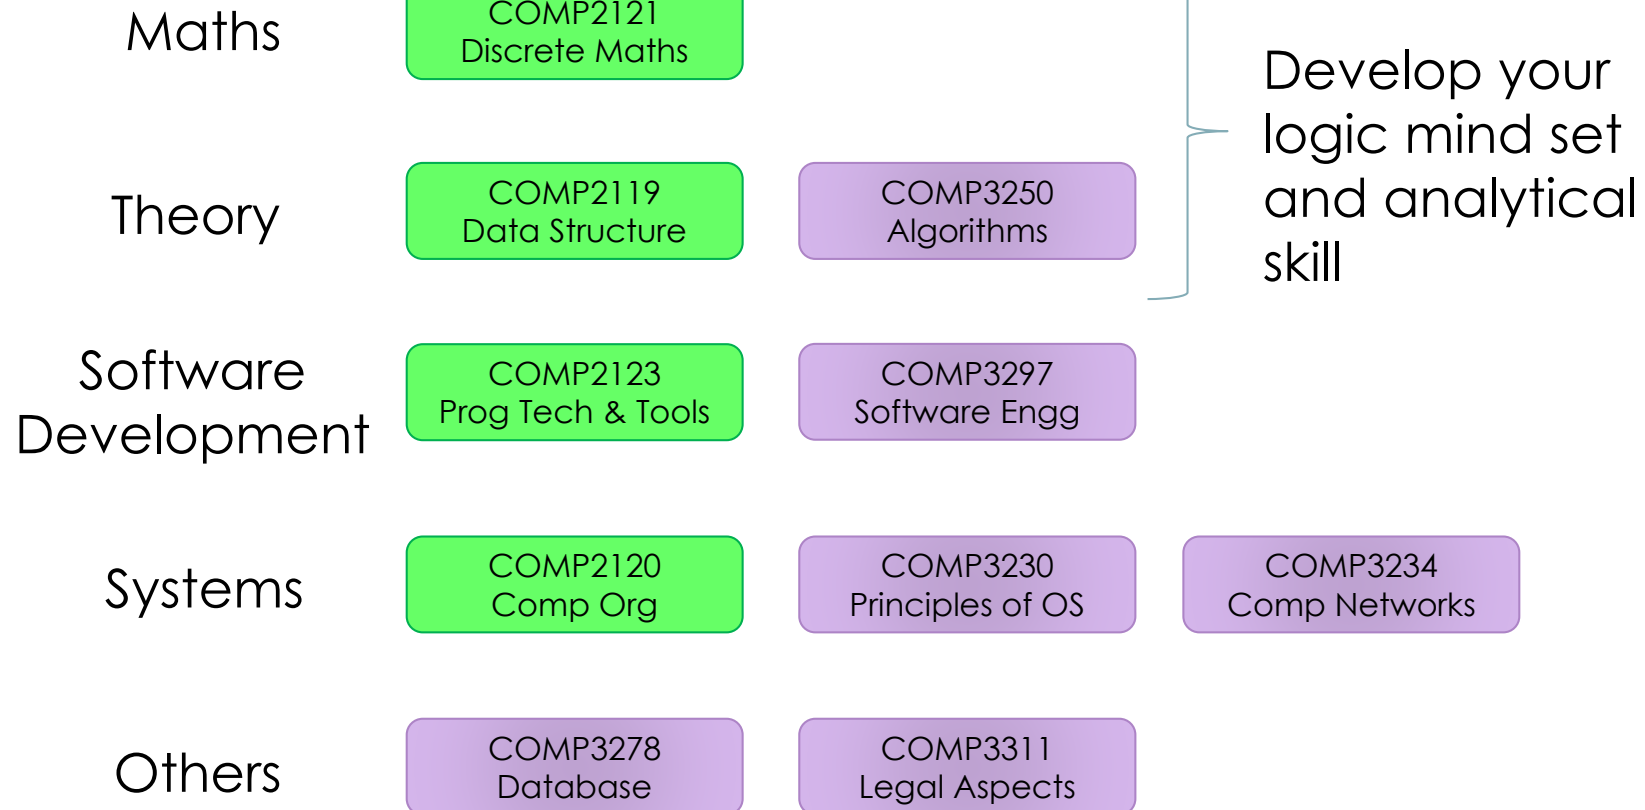 Maths
COMP2121
Discrete Maths
Develop your
logic mind set
and analytical
skill
Theory
COMP2119
Data Structure
COMP3250
Algorithms
Software
Development
COMP2123
Prog Tech & Tools
COMP3297
Software Engg
Systems
COMP2120
Comp Org
COMP3230
Principles of OS
COMP3234
Comp Networks
Others
COMP3278
Database
COMP3311
Legal Aspects